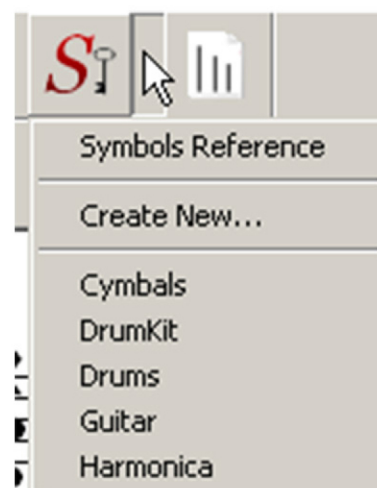 S
Symbols Reference
Create New...
Cymbals
DrumKit
Drums
Guitar
Harmonica